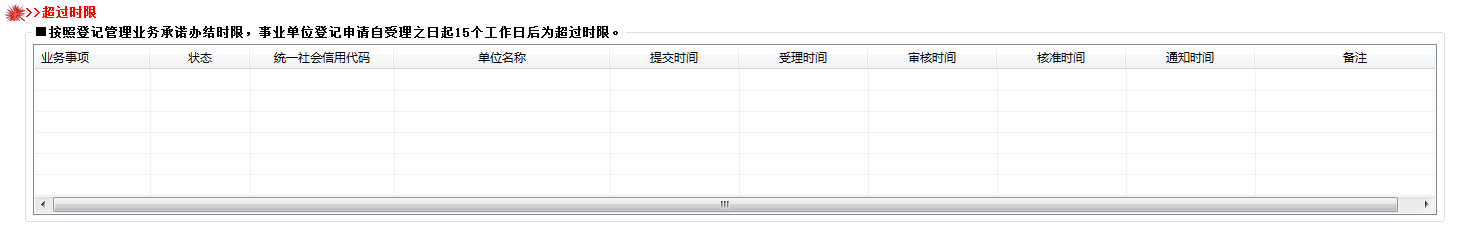 >>超过时限
■按照登记管理业务承诺办结时限，事业单位登记申请自受理之日起15个工作日后为超过时限。
业务事项 状态 统一社会信用代码 单位名称 提交时间 受理时间 审核时间 核准时间 通知时间 备注